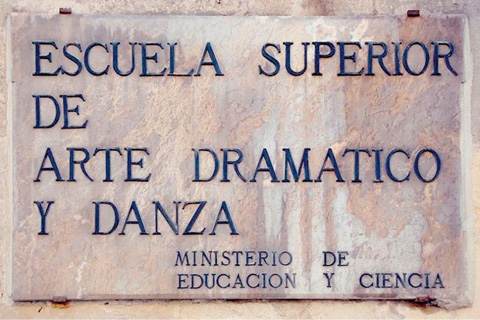 ESCUELA SUPERIOR
DE
ARTE DRAMATICO
Y DANZA
MINISTERIO DE
EDUCACION Y CIENCIA